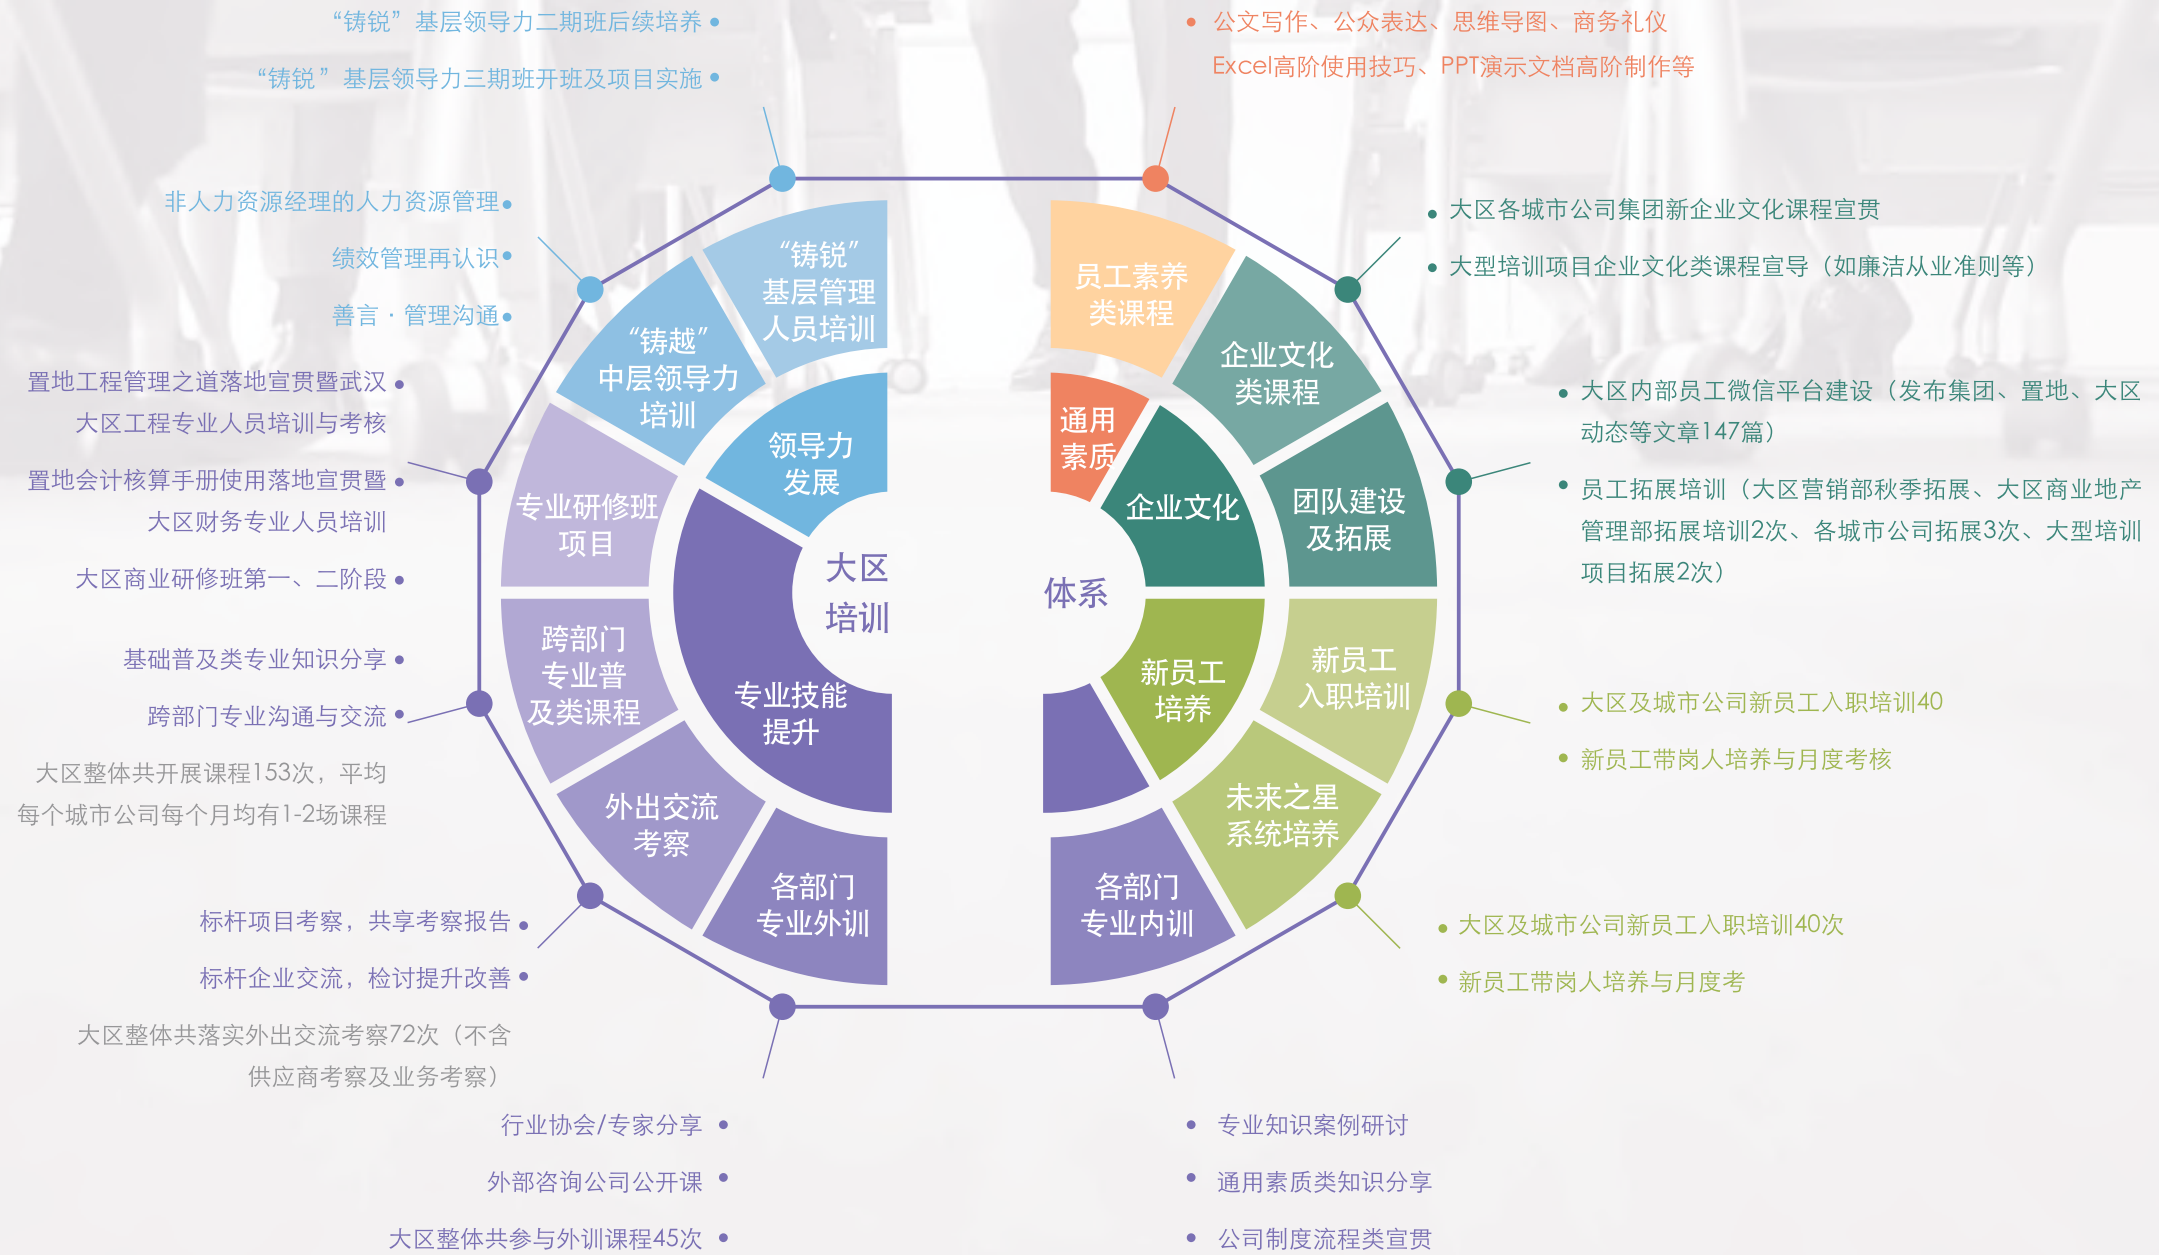 “铸锐”基层领导力二期班后续培养
“铸锐”基层领导力三期班开班及项目实施
公文写作、公众表达、思维导图、商务礼仪
Excel高阶使用技巧、PPT演示文档高阶制作等
非人力资源经理的人力资源管理
绩效管理再认识
善言·管理沟通
大区各城市公司集团新企业文化课程宣贯
大型培训项目企业文化类课程宣导（如廉洁从业准则等）
置地工程管理之道落地宣贯暨武汉
大区工程专业人员培训与考核
置地会计核算手册使用落地宣贯暨
大区财务专业人员培训
大区商业研修班第一、二阶段
大区内部员工微信平台建设（发布集团、置地、大区
动态等文章147篇）
员工拓展培训（大区营销部秋季拓展、大区商业地产
管理部拓展培训2次、各城市公司拓展3次、大型培训
项目拓展2次）
基础普及类专业知识分享
跨部门专业沟通与交流
大区整体共开展课程153次，平均
每个城市公司每个月均有1-2场课程
大区及城市公司新员工入职培训40
新员工带岗人培养与月度考核
标杆项目考察，共享考察报告
标杆企业交流，检讨提升改善
大区整体共落实外出交流考察72次（不含
供应商考察及业务考察）
大区及城市公司新员工入职培训40次
新员工带岗人培养与月度考
行业协会/专家分享
外部咨询公司公开课
大区整体共参与外训课程45次
专业知识案例研讨
通用素质类知识分享
公司制度流程类宣贯
“铸锐”
基层管理
人员培训
“铸越”
中层领导力
培训
专业研修班
项目
跨部门
专业普
及类课程
外出交流
考察
各部门
专业外训
领导力
发展
专业技能
提升
大区
培训
体系
员工素养
类课程
企业文化
类课程
团队建设
及拓展
新员工
入职培训
未来之星
系统培养
各部门
专业内训
通用
素质
企业文化
新员工
培养